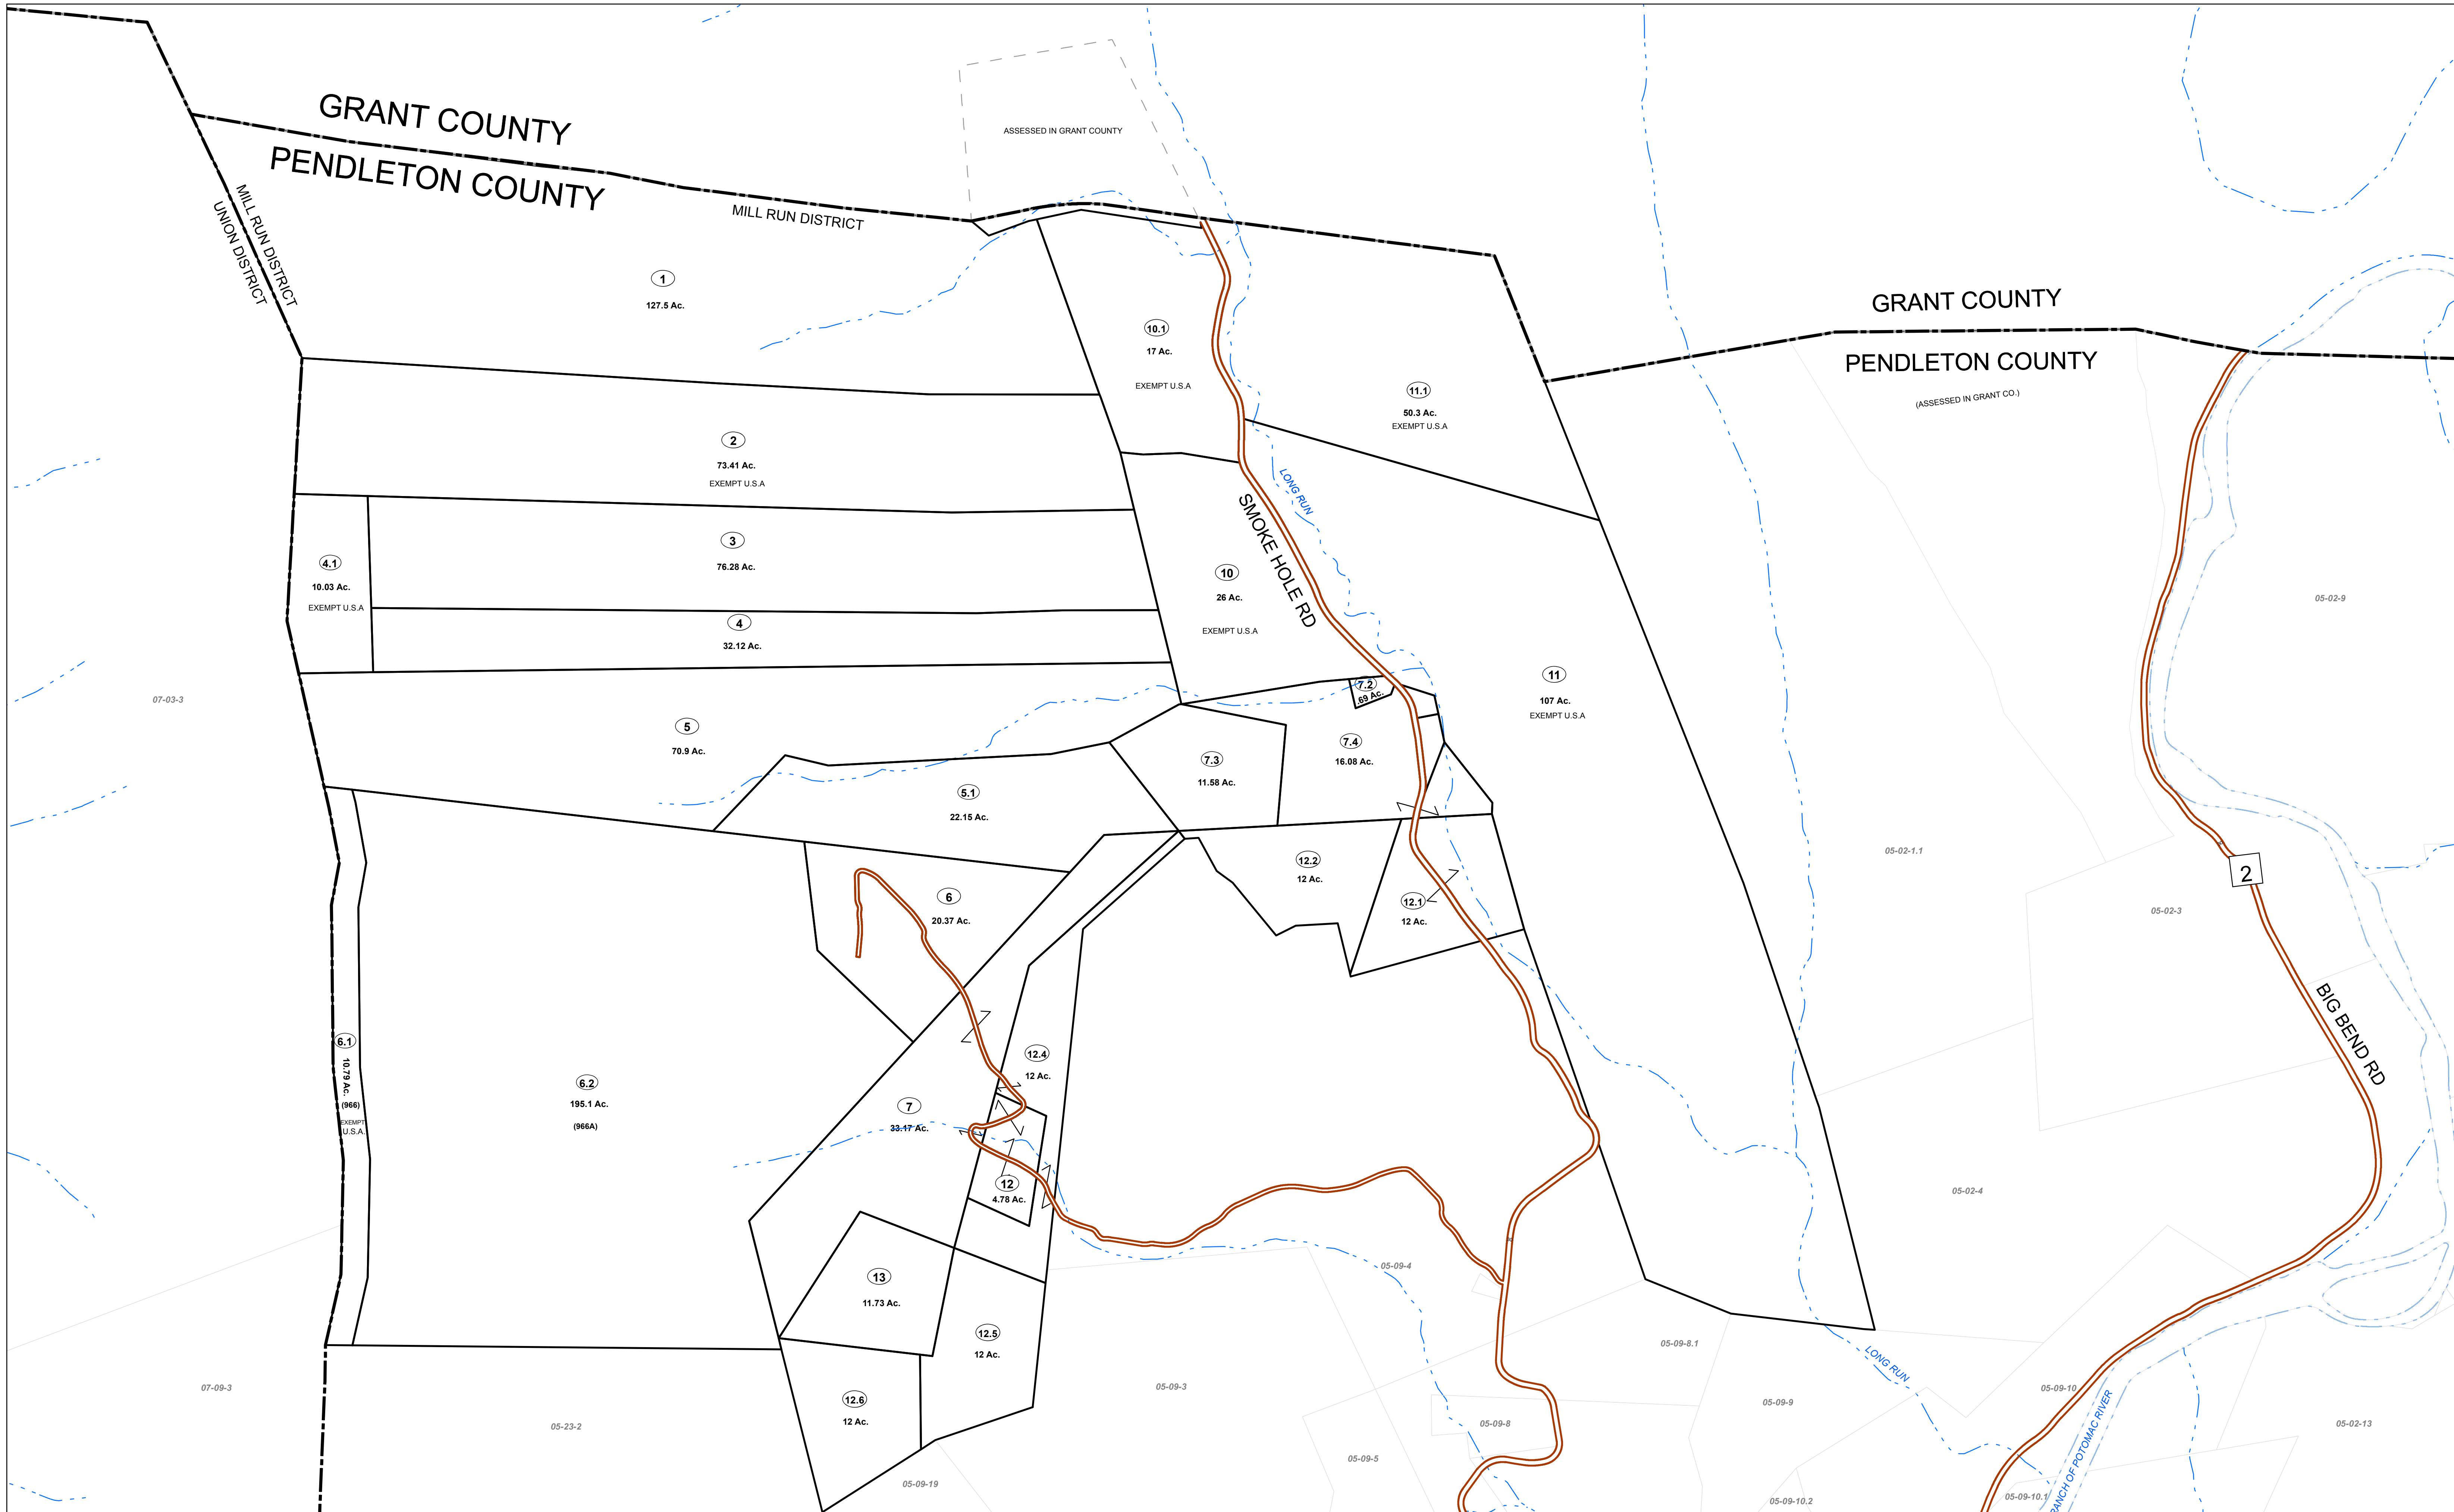 GRANT COUNTY
PENDLETON COUNTY
MILL RUN DISTRICT
UNION DISTRICT
MILL RUN DISTRICT
ASSESSED IN GRANT COUNTY
1
127.5 Ac.
10.1
17 Ac.
EXEMPT U.S.A
11.1
50.3 Ac.
EXEMPT U.S.A
GRANT COUNTY
PENDLETON COUNTY
(ASSESSED IN GRANT CO.)
2
73.41 Ac.
EXEMPT U.S.A
LONG RUN
SMOKE HOLE RD
3
76.28 Ac.
4.1
10.03 Ac.
EXEMPT U.S.A
10
26 Ac.
EXEMPT U.S.A
05-02-9
4
32.12 Ac.
07-03-3
7.2
.69 Ac.
11
107 Ac.
EXEMPT U.S.A
5
70.9 Ac.
7.3
11.58 Ac.
7.4
16.08 Ac.
5.1
22.15 Ac.
12.2
12 Ac.
05-02-1.1
2
6
20.37 Ac.
12.1
12 Ac.
05-02-3
BIG BEND RD
6.1
10.79 Ac.
(966)
EXEMPT
U.S.A.
6.2
195.1 Ac.
(966A)
12.4
12 Ac.
7
33.17 Ac.
12
4.78 Ac.
05-02-4
13
11.73 Ac.
05-09-4
12.5
12 Ac.
05-09-8.1
LONG RUN
07-09-3
05-23-2
12.6
12 Ac.
05-09-3
05-09-8
05-09-9
05-09-10
05-02-13
05-09-5
05-09-19
05-09-10.2
05-09-10.1
RANCH OF POTOMAC RIVER